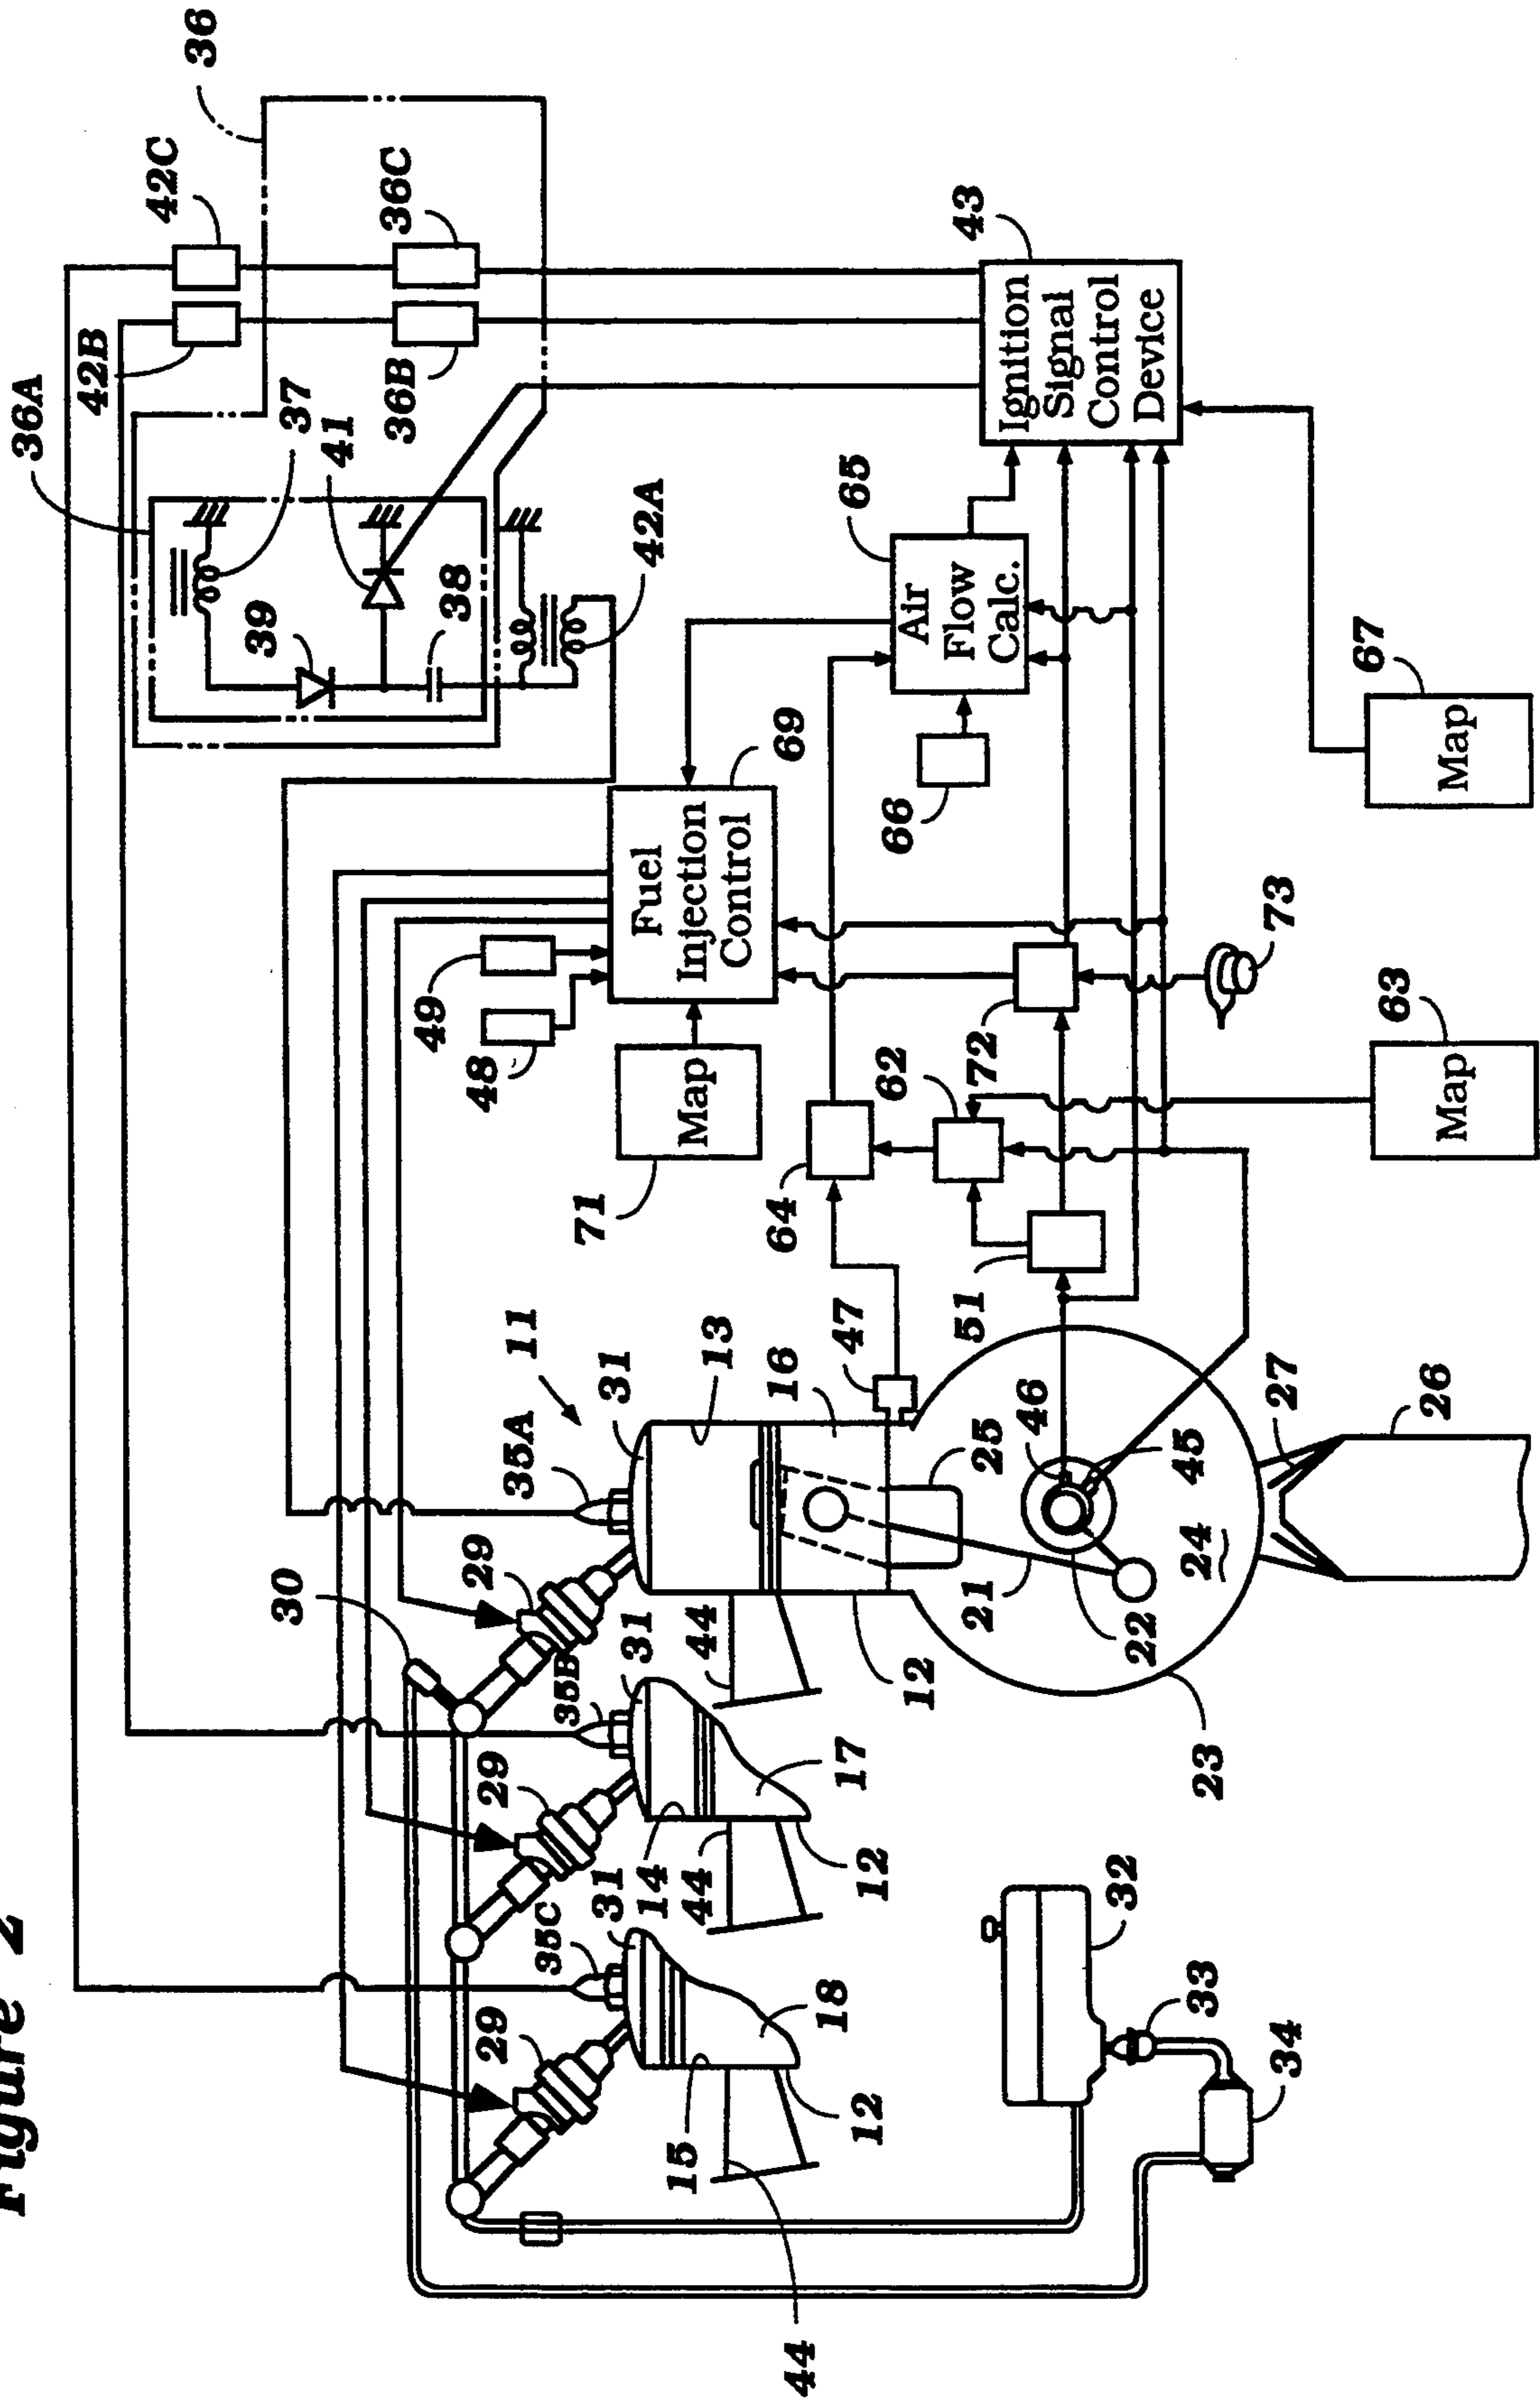 Figure 2
36
42C
36C
43
36A
42B
37
41
36B
39
38
42A
65
Ignition
Signal
Control
Device
Air
Flow
Calc.
69
66
67
Map
Fuel
Injection
Control
49
48
71
Map
62
72
73
64
63
Map
51
11
47
31
13
16
35A
25
46
27
26
45
30
29
24
21
22
44
12
23
35B
31
29
17
14
44
12
35C
31
29
18
15
12
44
32
33
34